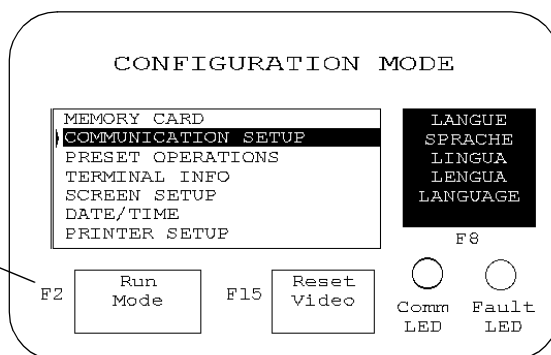 CONFIGURATION MODE
MEMORY CARD
COMMUNICATION SETUP
PRESET OPERATIONS
TERMINAL INFO
SCREEN SETUP
DATE/TIME
PRINTER SETUP
LANGUE
SPRACHE
LINGUA
LENGUA
LANGUAGE
F8
F2
Run
Mode
F15
Reset
Video
Comm
LED
Fault
LED